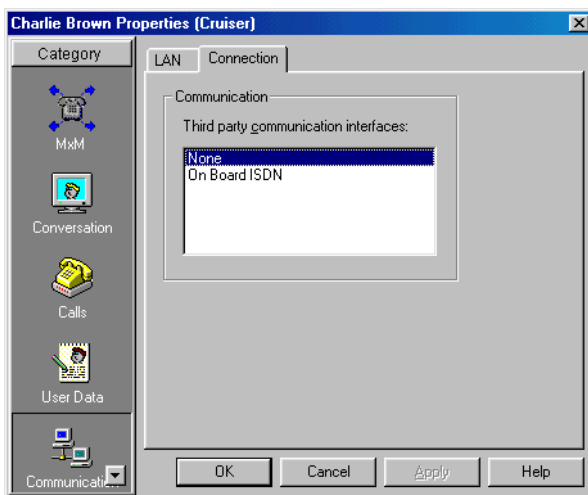 Charlie Brown Properties (Cruiser)
Category
MxM
Conversation
Calls
User Data
Communicati
LAN
Connection
Communication
Third party communication interfaces:
None
On Board ISDN
OK
Cancel
Apply
Help